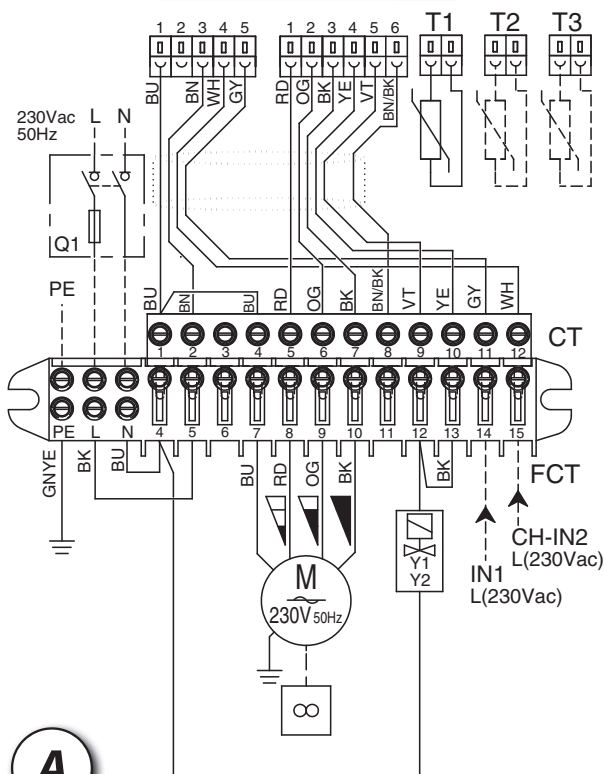 1 2 3 4 5
1 2 3 4 5 6
T1 T2 T3
BU BN WH GY
RD OG BK YE VT BN/BK
230Vac L N
50Hz
Q1
PE
BU BN BU RD OG BK BN/BK VT YE GY WH
CT
1 2 3 4 5 6 7 8 9 10 11 12
PE L N 4 5 6 7 8 9 10 11 12 13 14 15
FCT
GNYE BK BU BU RD OG BK BK
Y1
Y2
CH-IN2
L(230Vac)
IN1
L(230Vac)
M
230V 50Hz
8
A